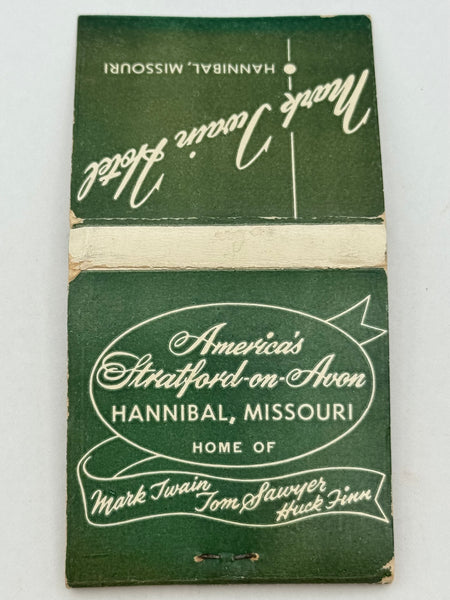 Mark Twain Hotel
HANNIBAL, MISSOURI
America's
Stratford-on-Avon
HANNIBAL, MISSOURI
HOME OF
Mark Twain
Tom Sawyer
Huck Finn